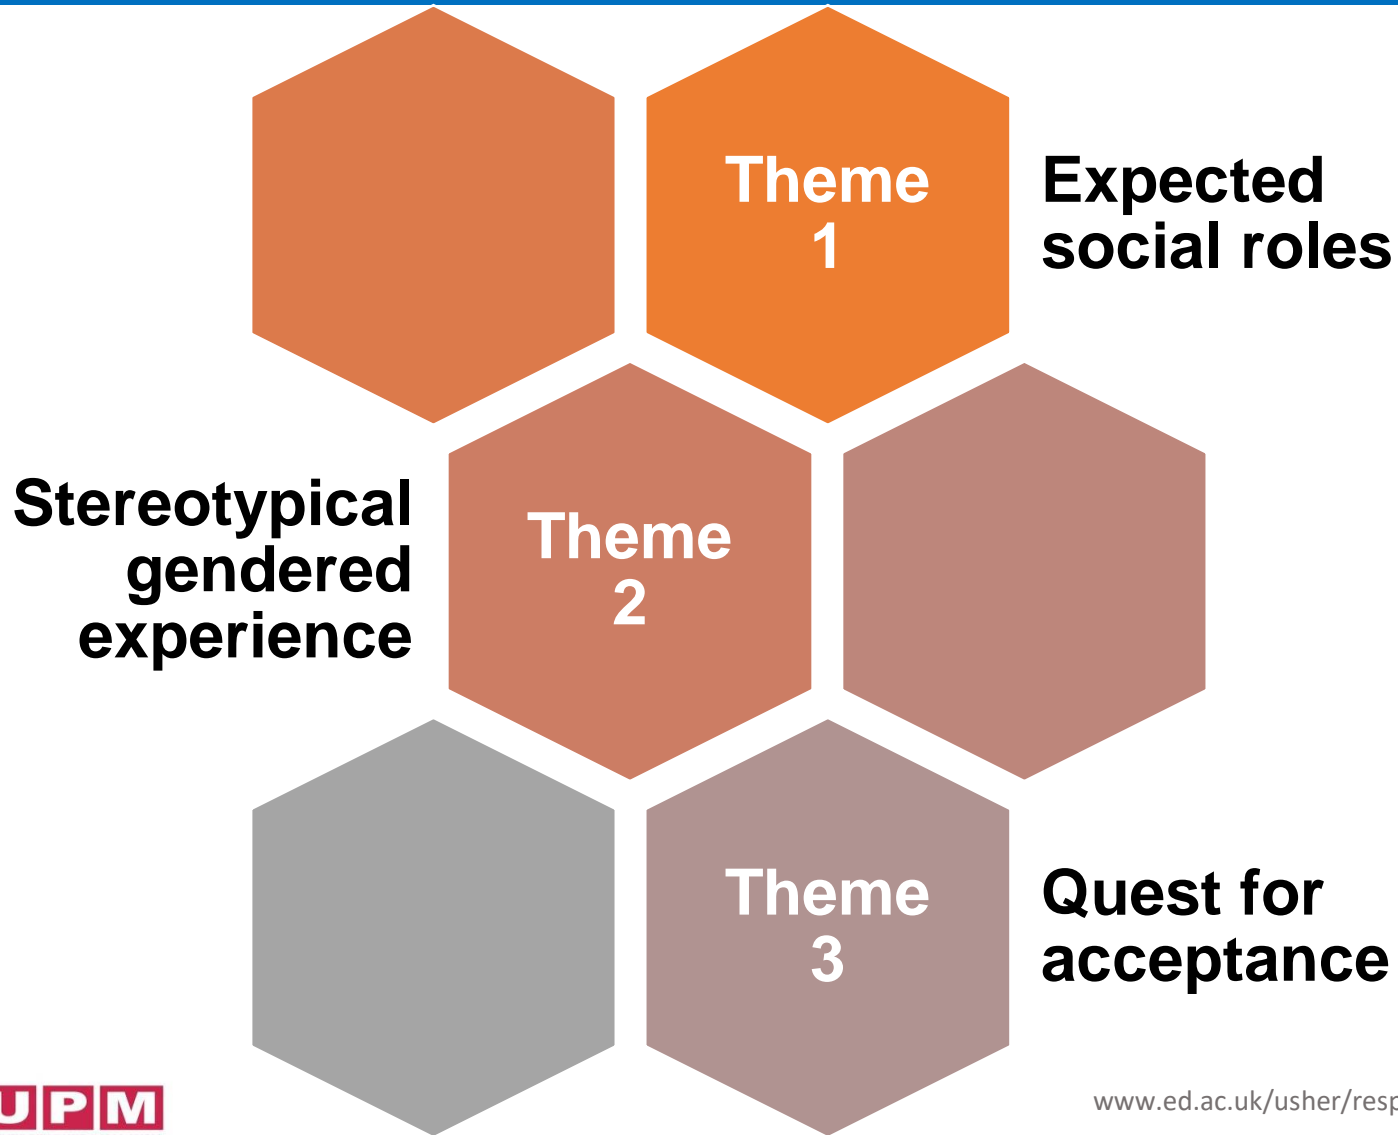 Theme
1
Expected
social roles
Stereotypical
gendered
experience
Theme
2
Theme
3
Quest for
acceptance
UPM
www.ed.ac.uk/usher/resp